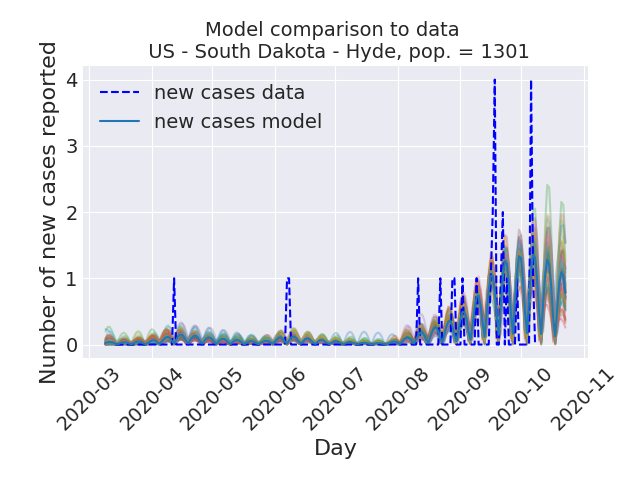 Model comparison to data
US - South Dakota - Hyde, pop. = 1301
Number of new cases reported
4
3
2
1
0
new cases data
new cases model
2020-03
2020-04
2020-05
2020-06
2020-07
2020-08
2020-09
2020-10
2020-11
Day